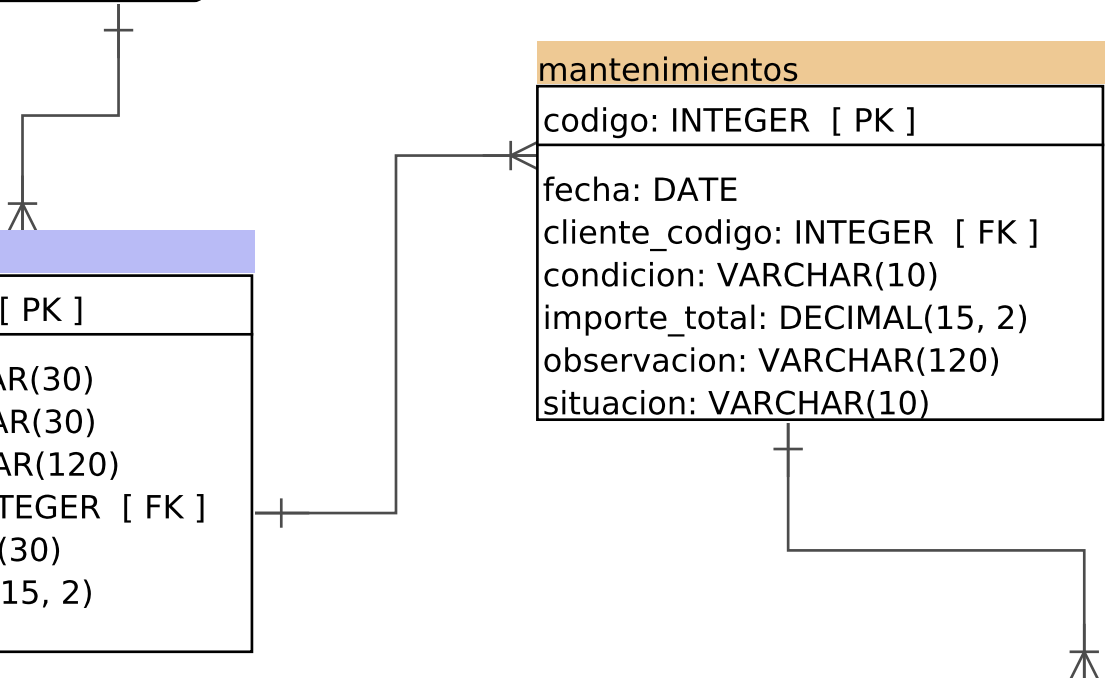 mantenimientos
codigo: INTEGER [ PK ]
fecha: DATE
cliente_codigo: INTEGER [ FK ]
condicion: VARCHAR(10)
importe_total: DECIMAL(15, 2)
observacion: VARCHAR(120)
situacion: VARCHAR(10)
[ PK ]
AR(30)
AR(30)
AR(120)
TEGER [ FK ]
(30)
15, 2)